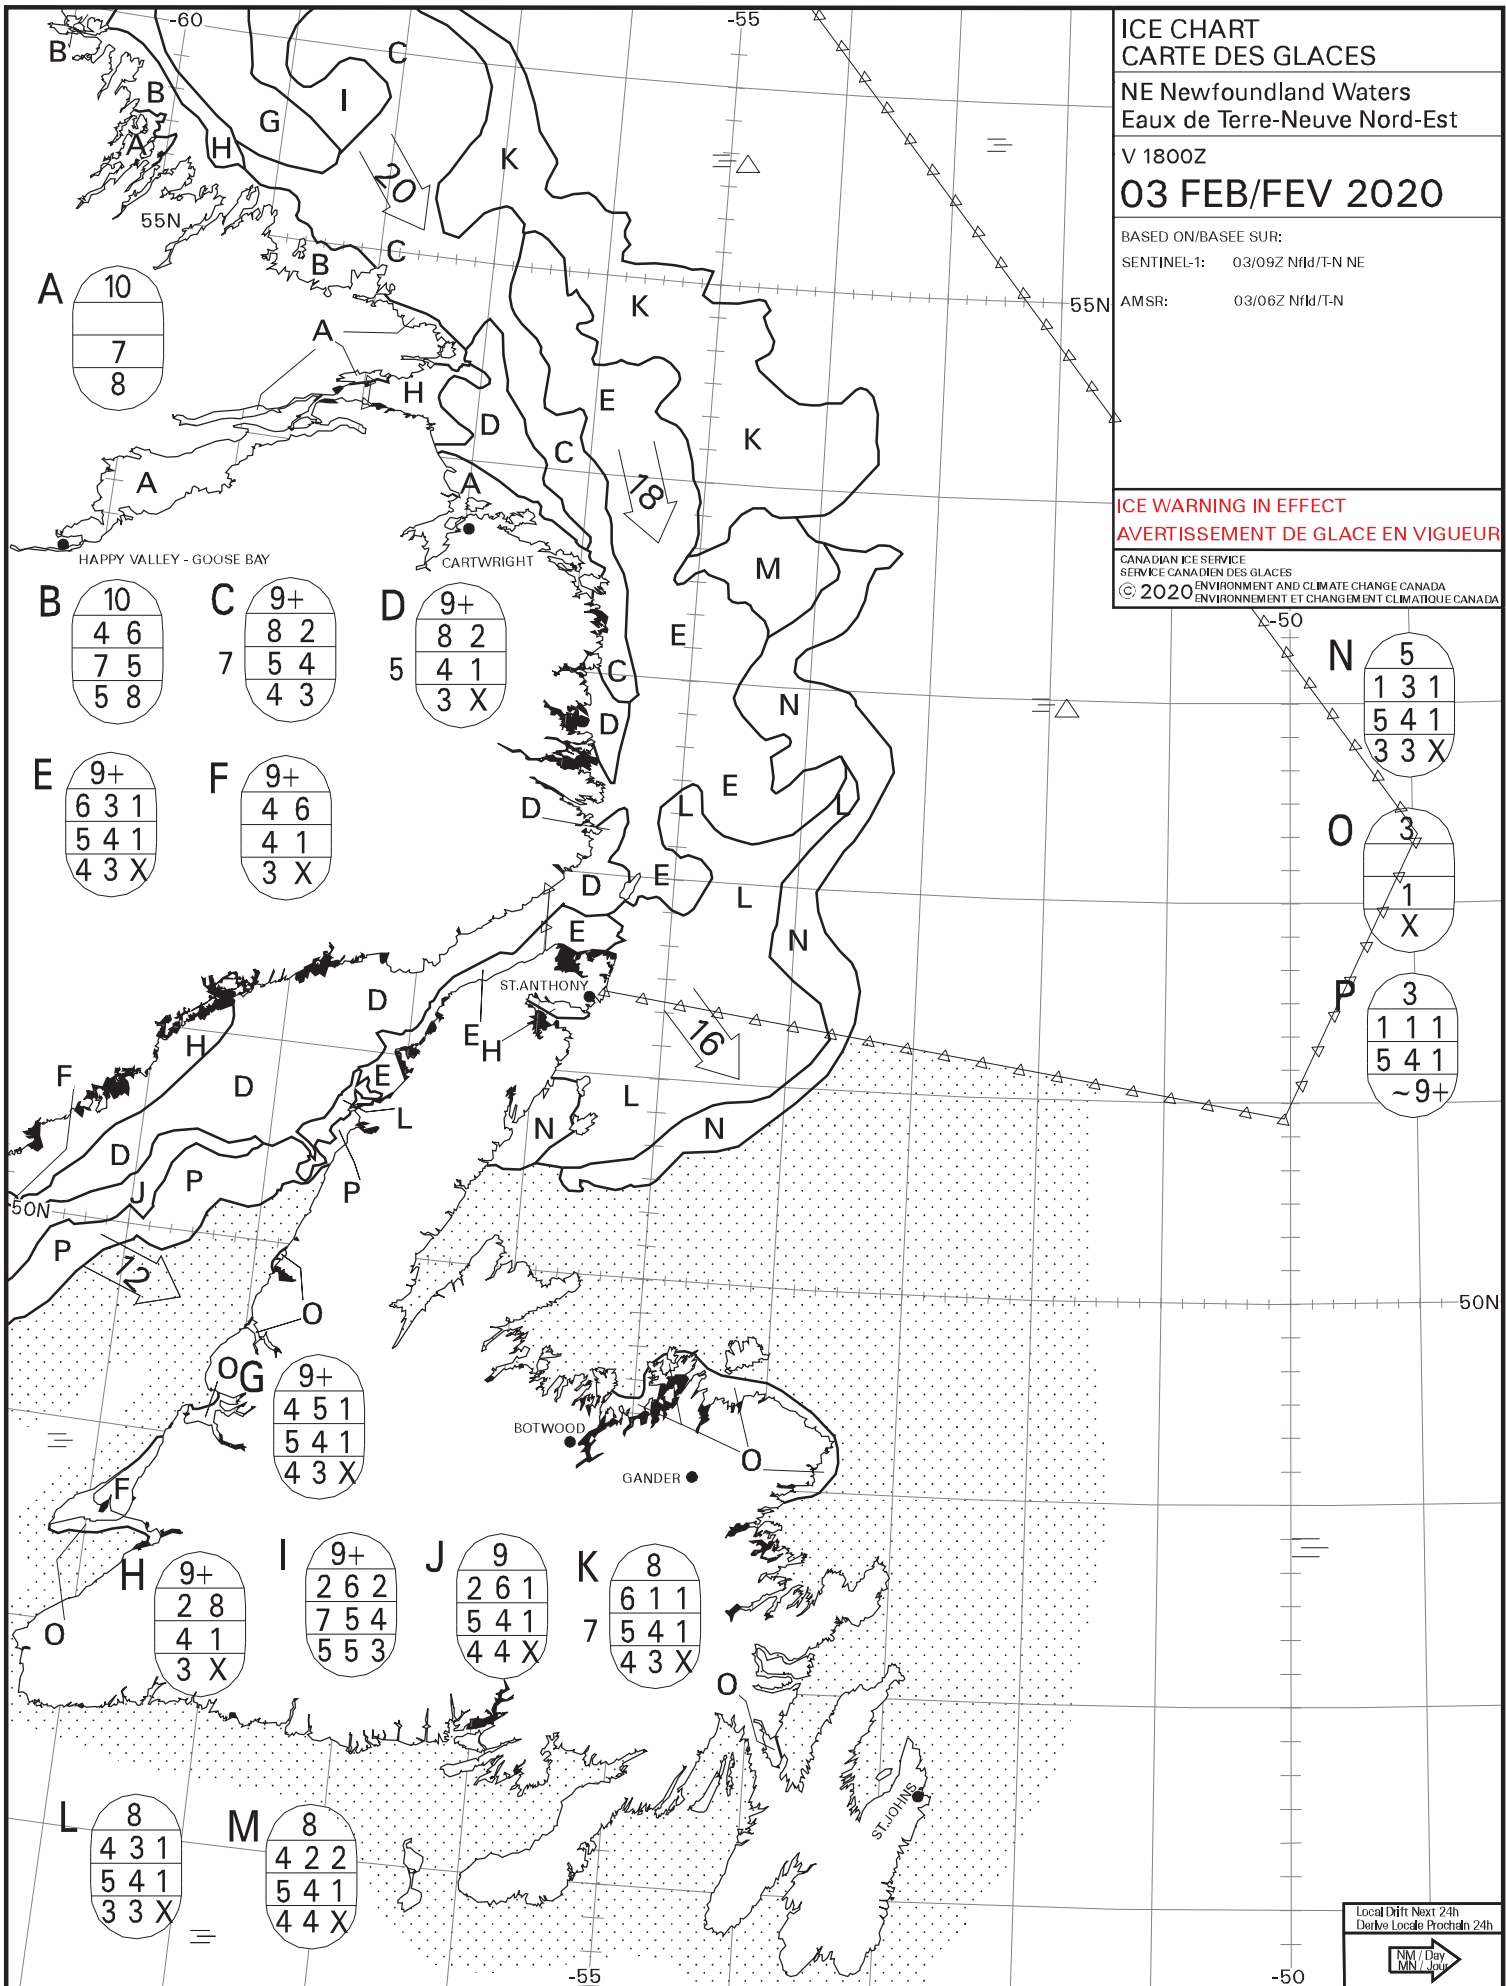 -60
-55
ICE CHART
CARTE DES GLACES
NE Newfoundland Waters
Eaux de Terre-Neuve Nord-Est
V 1800Z
03 FEB/FEV 2020
BASED ON/BASEE SUR:
SENTINEL-1: 03/09Z Nfld/T-N NE
AMSR: 03/06Z Nfld/T-N
ICE WARNING IN EFFECT
AVERTISSEMENT DE GLACE EN VIGUEUR
CANADIAN ICE SERVICE
SERVICE CANADIEN DES GLACES
© 2020 ENVIRONMENT AND CLIMATE CHANGE CANADA
ENVIRONNEMENT ET CHANGEMENT CLIMATIQUE CANADA
B
C
B
I
G
A
H
K
20
55N
C
B
K
55N
A
10
7
8
A
H
E
D
K
C
A
A
18
HAPPY VALLEY - GOOSE BAY
CARTWRIGHT
M
B
10
4 6
7 5
5 8
C
9+
8 2
7 5 4
4 3
D
9+
8 2
5 4 1
3 X
E
C
N
D
-50
N
5
1 3 1
5 4 1
3 3 X
E
9+
6 3 1
5 4 1
4 3 X
F
9+
4 6
4 1
3 X
E
D
L
L
O
3
1
X
D
E
L
E
N
ST.ANTHONY
D
P
3
1 1 1
5 4 1
~9+
16
H
E
H
F
D
E
L
L
N
N
D
J
P
P
50N
P
12
50N
O
O
G
9+
4 5 1
5 4 1
4 3 X
BOTWOOD
GANDER
O
F
H
9+
2 8
4 1
3 X
I
9+
2 6 2
7 5 4
5 5 3
J
9
2 6 1
5 4 1
4 4 X
K
8
6 1 1
7 5 4 1
4 3 X
O
O
ST.JOHNS
L
8
4 3 1
5 4 1
3 3 X
M
8
4 2 2
5 4 1
4 4 X
Local Drift Next 24h
Derive Locale Prochain 24h
NM / Day
MN / Jour
-55
-50